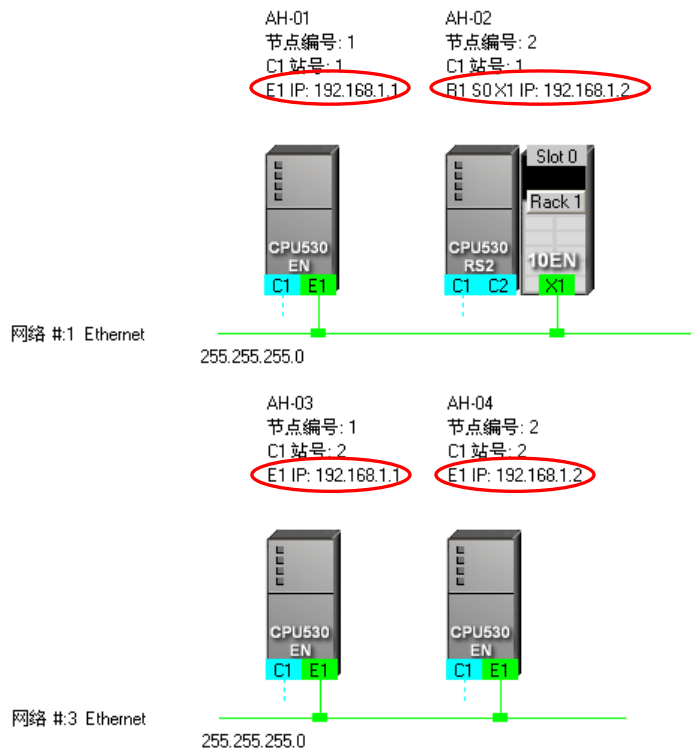 AH-01 AH-02
节点编号: 1 节点编号: 2
C1 站号: 1 C1 站号: 1
E1 IP: 192.168.1.1 R1 S0 X1 IP: 192.168.1.2
Slot 0
Rack 1
CPU530 EN CPU530 RS2 10EN
C1 E1 C1 C2 X1
网络 #:1 Ethernet
255.255.255.0
AH-03 AH-04
节点编号: 1 节点编号: 2
C1 站号: 2 C1 站号: 2
E1 IP: 192.168.1.1 E1 IP: 192.168.1.2
CPU530 EN CPU530 EN
C1 E1 C1 E1
网络 #:3 Ethernet
255.255.255.0